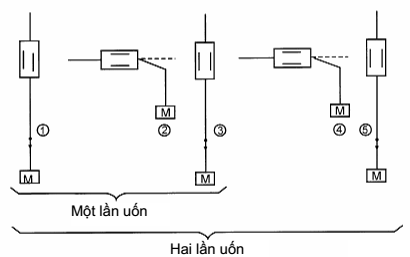 ① ② ③ ④ ⑤
M M M M M
Một lần uốn
Hai lần uốn